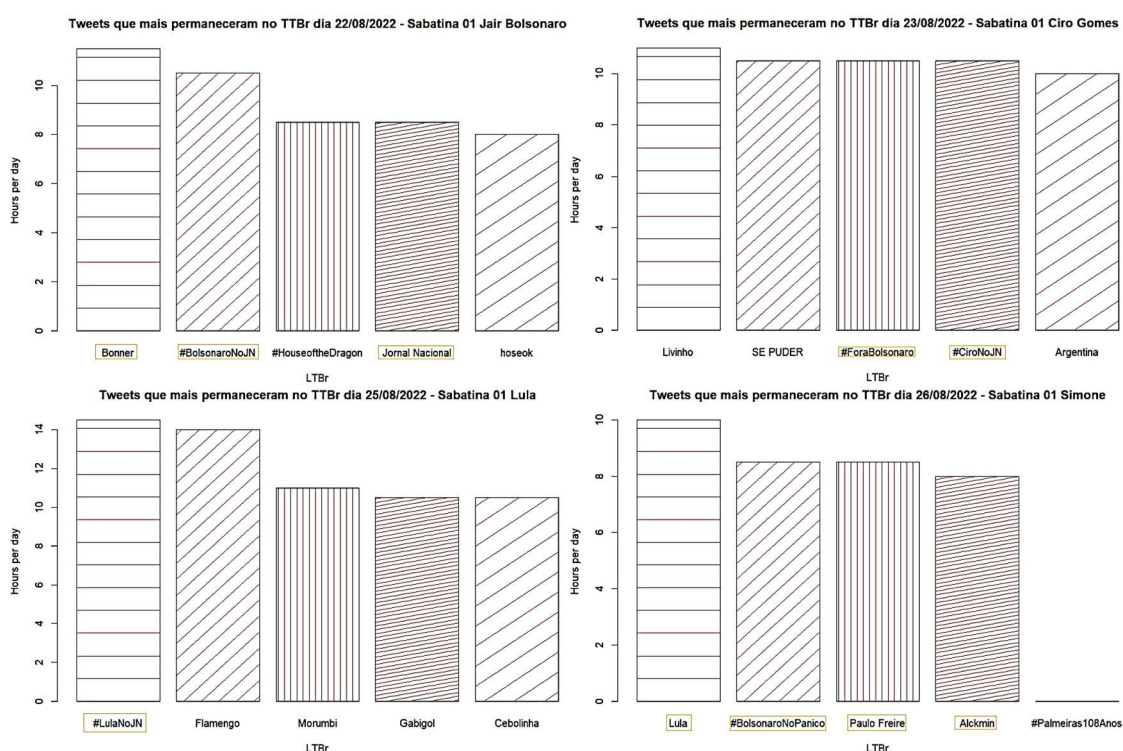 Tweets que mais permaneceram no TTBr dia 22/08/2022 - Sabatina 01 Jair Bolsonaro
Hours per day
10
8
6
4
2
0
Bonner #BolsonaroNoJN #HouseoftheDragon Jornal Nacional hoseok
LTBr
Tweets que mais permaneceram no TTBr dia 23/08/2022 - Sabatina 01 Ciro Gomes
Hours per day
10
8
6
4
2
0
Livinho SE PUDER #ForaBolsonaro #CiroNoJN Argentina
LTBr
Tweets que mais permaneceram no TTBr dia 25/08/2022 - Sabatina 01 Lula
Hours per day
14
12
10
8
6
4
2
0
#LulaNoJN Flamengo Morumbi Gabigol Cebolinha
LTBr
Tweets que mais permaneceram no TTBr dia 26/08/2022 - Sabatina 01 Simone
Hours per day
10
8
6
4
2
0
Lula #BolsonaroNoPanico Paulo Freire Alckmin #Palmeiras108Anos
LTBr